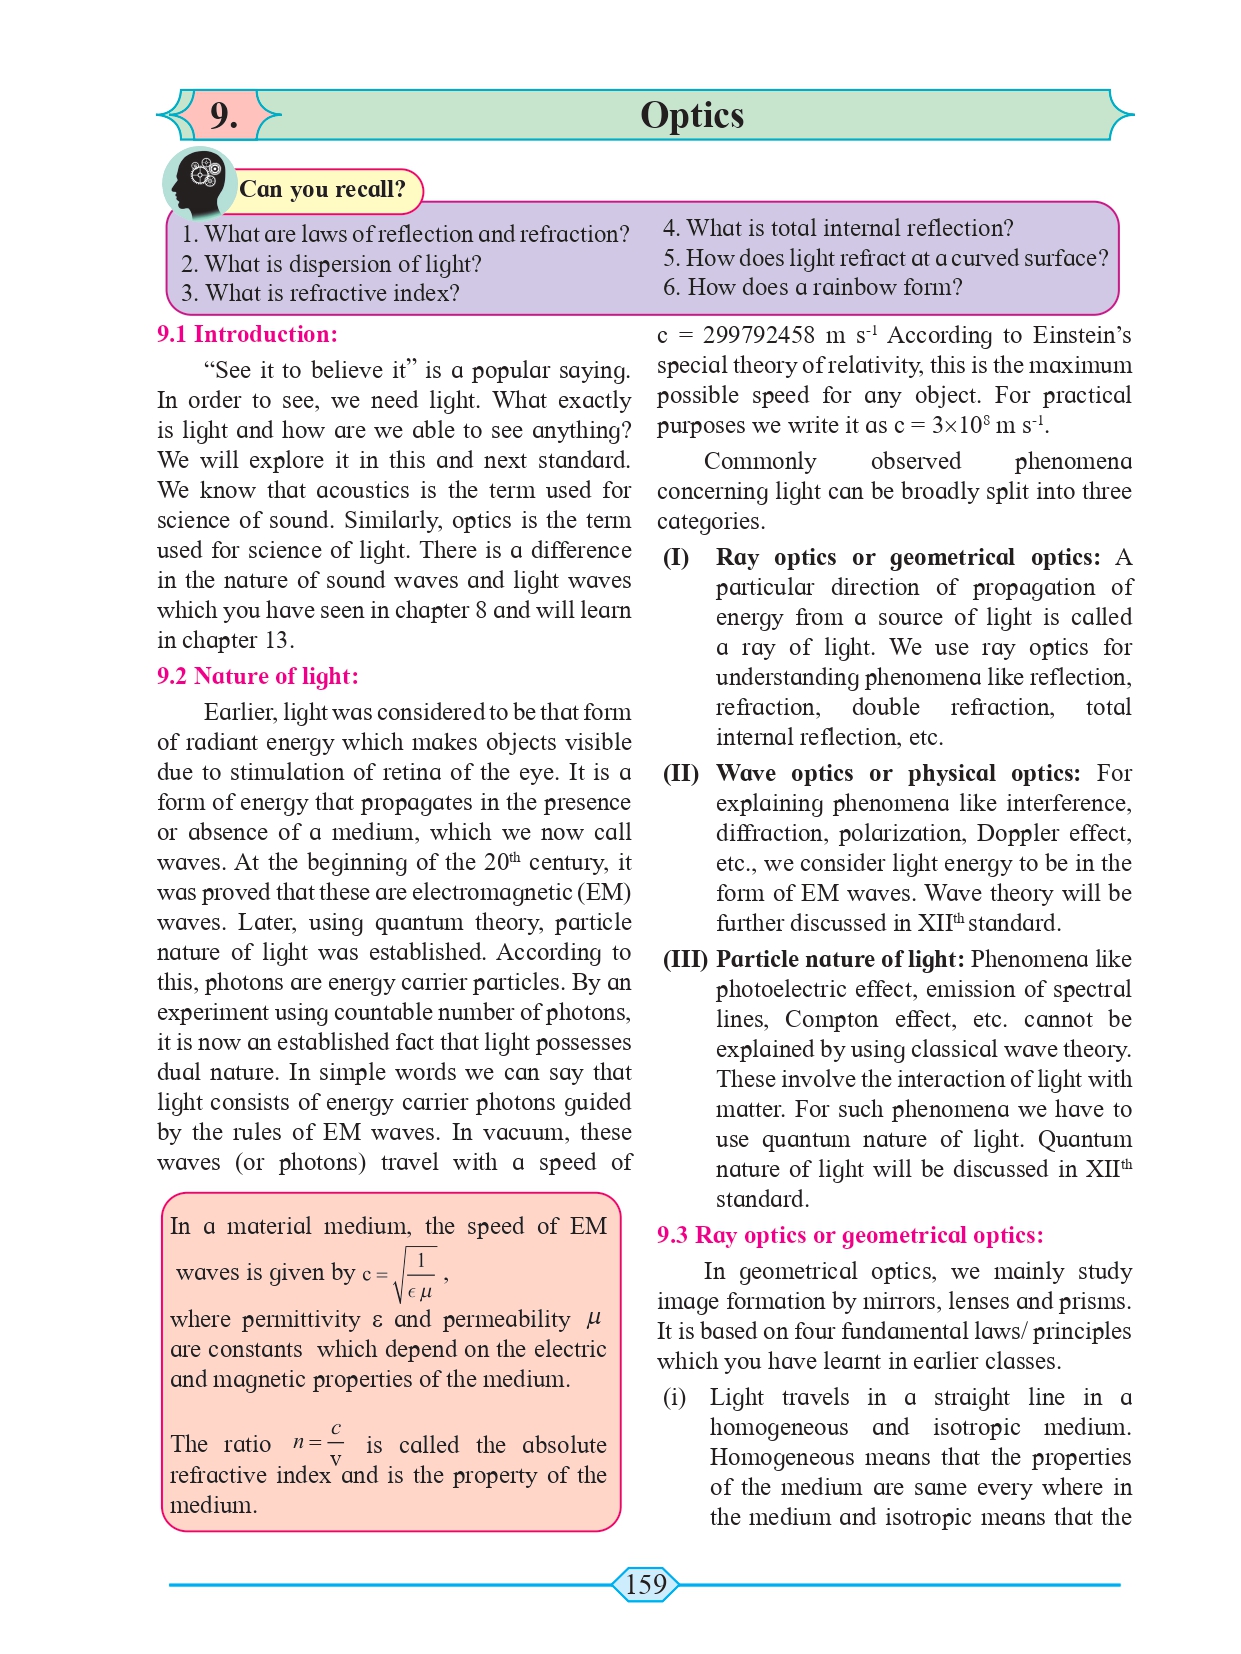 9.
Optics
Can you recall?
1. What are laws of reflection and refraction?
2. What is dispersion of light?
3. What is refractive index?
4. What is total internal reflection?
5. How does light refract at a curved surface?
6. How does a rainbow form?
9.1 Introduction:
“See it to believe it” is a popular saying.
In order to see, we need light. What exactly
is light and how are we able to see anything?
We will explore it in this and next standard.
We know that acoustics is the term used for
science of sound. Similarly, optics is the term
used for science of light. There is a difference
in the nature of sound waves and light waves
which you have seen in chapter 8 and will learn
in chapter 13.
9.2 Nature of light:
Earlier, light was considered to be that form
of radiant energy which makes objects visible
due to stimulation of retina of the eye. It is a
form of energy that propagates in the presence
or absence of a medium, which we now call
waves. At the beginning of the 20th century, it
was proved that these are electromagnetic (EM)
waves. Later, using quantum theory, particle
nature of light was established. According to
this, photons are energy carrier particles. By an
experiment using countable number of photons,
it is now an established fact that light possesses
dual nature. In simple words we can say that
light consists of energy carrier photons guided
by the rules of EM waves. In vacuum, these
waves (or photons) travel with a speed of
In a material medium, the speed of EM
waves is given by c = √(1/ϵ μ) ,
where permittivity ε and permeability μ
are constants which depend on the electric
and magnetic properties of the medium.
The ratio n = c/v is called the absolute
refractive index and is the property of the
medium.
c = 299792458 m s⁻¹ According to Einstein’s
special theory of relativity, this is the maximum
possible speed for any object. For practical
purposes we write it as c = 3×10⁸ m s⁻¹.
Commonly observed phenomena
concerning light can be broadly split into three
categories.
(I) Ray optics or geometrical optics: A
particular direction of propagation of
energy from a source of light is called
a ray of light. We use ray optics for
understanding phenomena like reflection,
refraction, double refraction, total
internal reflection, etc.
(II) Wave optics or physical optics: For
explaining phenomena like interference,
diffraction, polarization, Doppler effect,
etc., we consider light energy to be in the
form of EM waves. Wave theory will be
further discussed in XIIth standard.
(III) Particle nature of light: Phenomena like
photoelectric effect, emission of spectral
lines, Compton effect, etc. cannot be
explained by using classical wave theory.
These involve the interaction of light with
matter. For such phenomena we have to
use quantum nature of light. Quantum
nature of light will be discussed in XIIth
standard.
9.3 Ray optics or geometrical optics:
In geometrical optics, we mainly study
image formation by mirrors, lenses and prisms.
It is based on four fundamental laws/ principles
which you have learnt in earlier classes.
(i) Light travels in a straight line in a
homogeneous and isotropic medium.
Homogeneous means that the properties
of the medium are same every where in
the medium and isotropic means that the
159